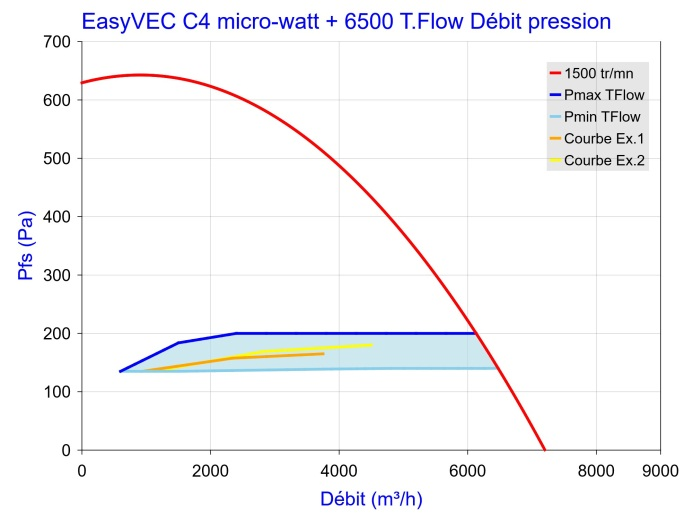 EasyVEC C4 micro-watt + 6500 T.Flow Débit pression
700
600
500
400
300
200
100
0
Pfs (Pa)
1500 tr/mn
Pmax TFlow
Pmin TFlow
Courbe Ex.1
Courbe Ex.2
0 2000 4000 6000 8000 9000
Débit (m³/h)